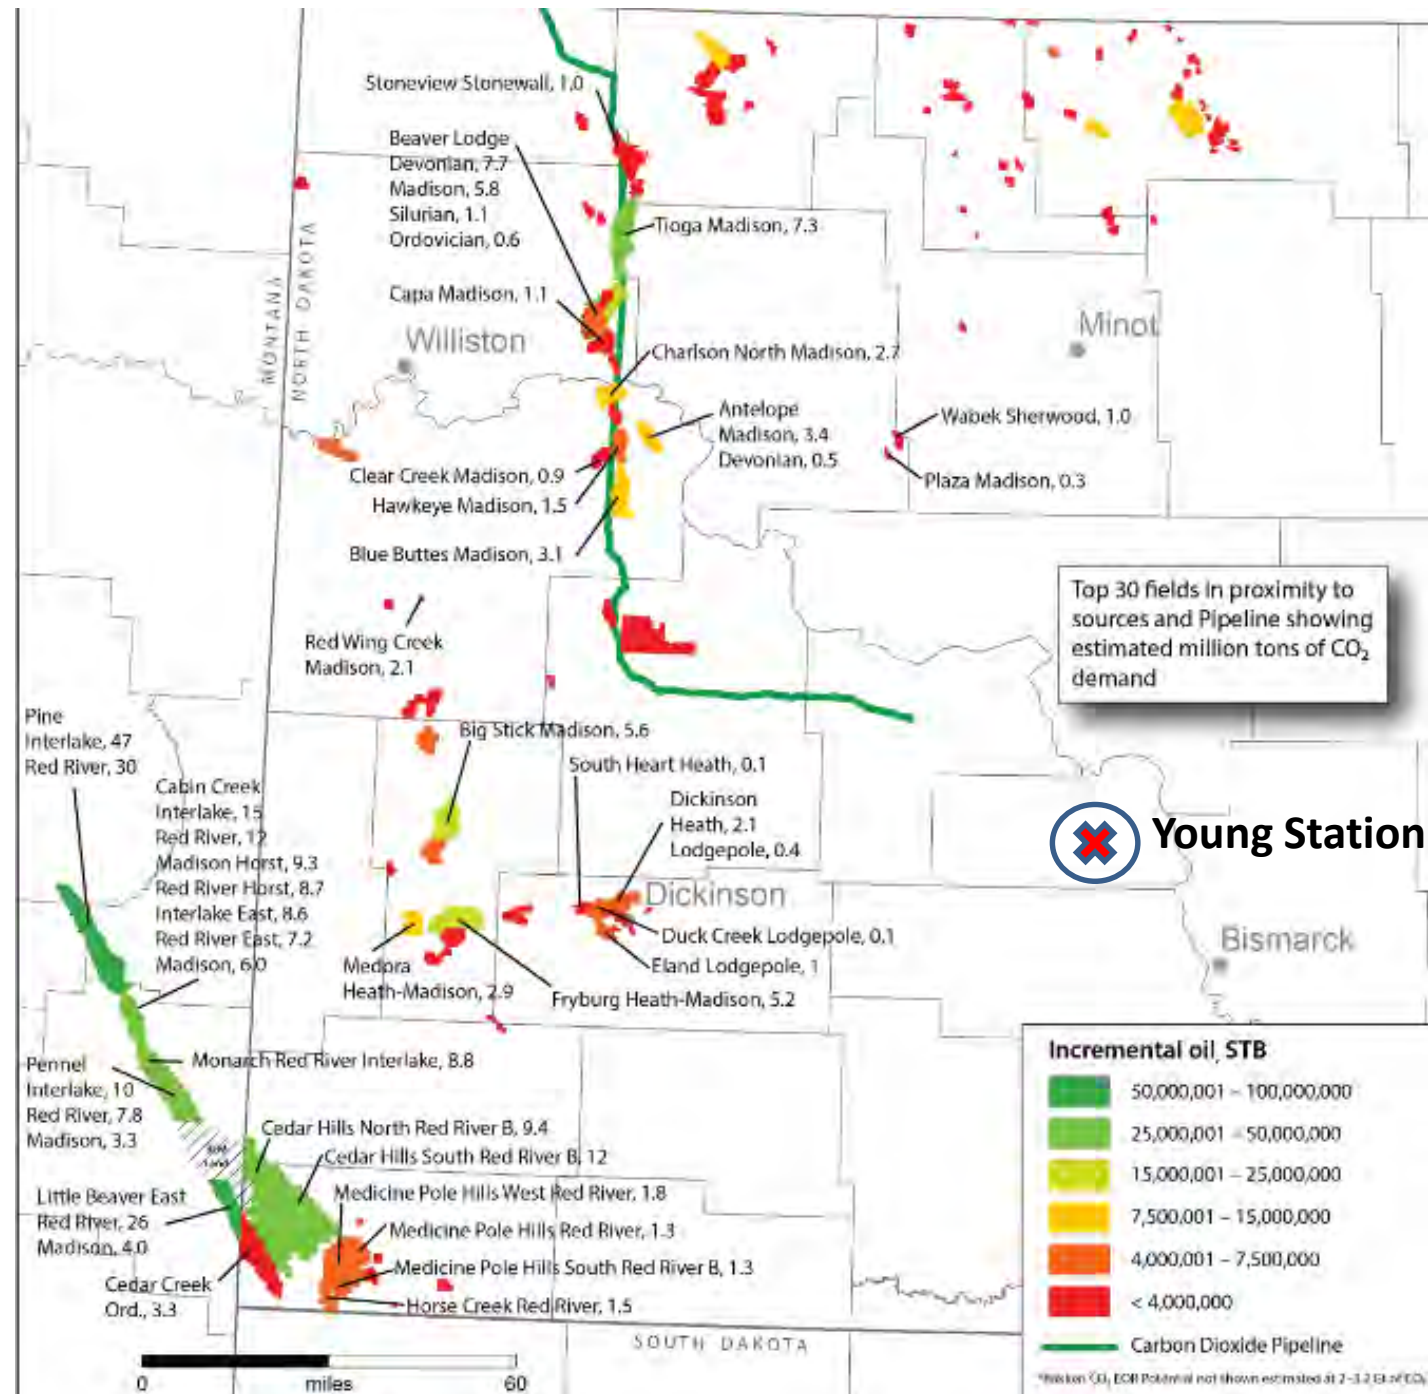 Stoneview Stonewall, 1.0
Beaver Lodge
Devonian, 7.7
Madison, 5.8
Silurian, 1.1
Ordovician, 0.6
Tioga Madison, 7.3
Capa Madison, 1.1
MONTANA
NORTH DAKOTA
Williston
Minot
Charlson North Madison, 2.7
Antelope
Madison, 3.4
Devonian, 0.5
Wabek Sherwood, 1.0
Plaza Madison, 0.3
Clear Creek Madison, 0.9
Hawkeye Madison, 1.5
Blue Buttes Madison, 3.1
Top 30 fields in proximity to
sources and Pipeline showing
estimated million tons of CO₂
demand
Red Wing Creek
Madison, 2.1
Pine
Interlake, 47
Red River, 30
Big Stick Madison, 5.6
South Heart Heath, 0.1
Cabin Creek
Interlake, 15
Red River, 12
Madison Horst, 9.3
Red River Horst, 8.7
Interlake East, 8.6
Red River East, 7.2
Madison, 6.0
Dickinson
Heath, 2.1
Lodgepole, 0.4
Young Station
Dickinson
Duck Creek Lodgepole, 0.1
Eland Lodgepole, 1
Bismarck
Medora
Heath-Madison, 2.9
Fryburg Heath-Madison, 5.2
Monarch Red River Interlake, 8.8
Pennel
Interlake, 10
Red River, 7.8
Madison, 3.3
Cedar Hills North Red River B, 9.4
Cedar Hills South Red River B, 12
Little Beaver East
Red River, 26
Madison, 4.0
Medicine Pole Hills West Red River, 1.8
Medicine Pole Hills Red River, 1.3
Medicine Pole Hills South Red River B, 1.3
Cedar Creek
Ord., 3.3
Horse Creek Red River, 1.5
SOUTH DAKOTA
0 miles 60
Incremental oil, STB
50,000,001 – 100,000,000
25,000,001 – 50,000,000
15,000,001 – 25,000,000
7,500,001 – 15,000,000
4,000,001 – 7,500,000
< 4,000,000
Carbon Dioxide Pipeline
*Bakken CO₂ EOR Potential not shown estimated at 2–3.2 Gt of CO₂